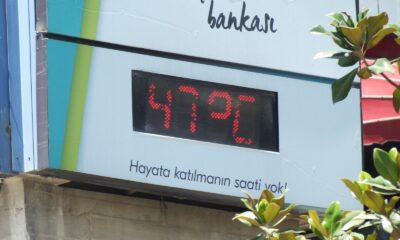 bankası
47°C
Hayata katılmanın saati yok!